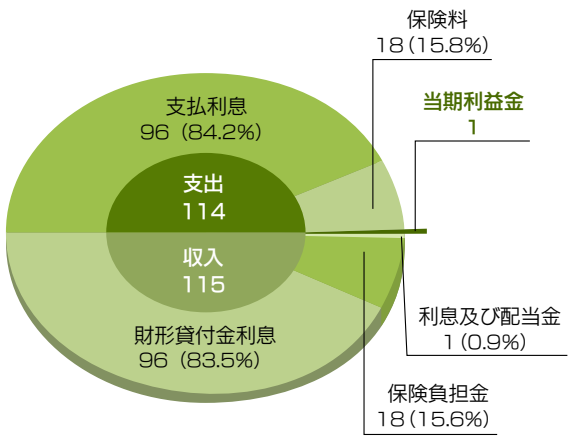 保険料
18（15.8%）
支払利息
96（84.2%）
当期利益金
1
支出
114
収入
115
財形貸付金利息
96（83.5%）
利息及び配当金
1（0.9%）
保険負担金
18（15.6%）